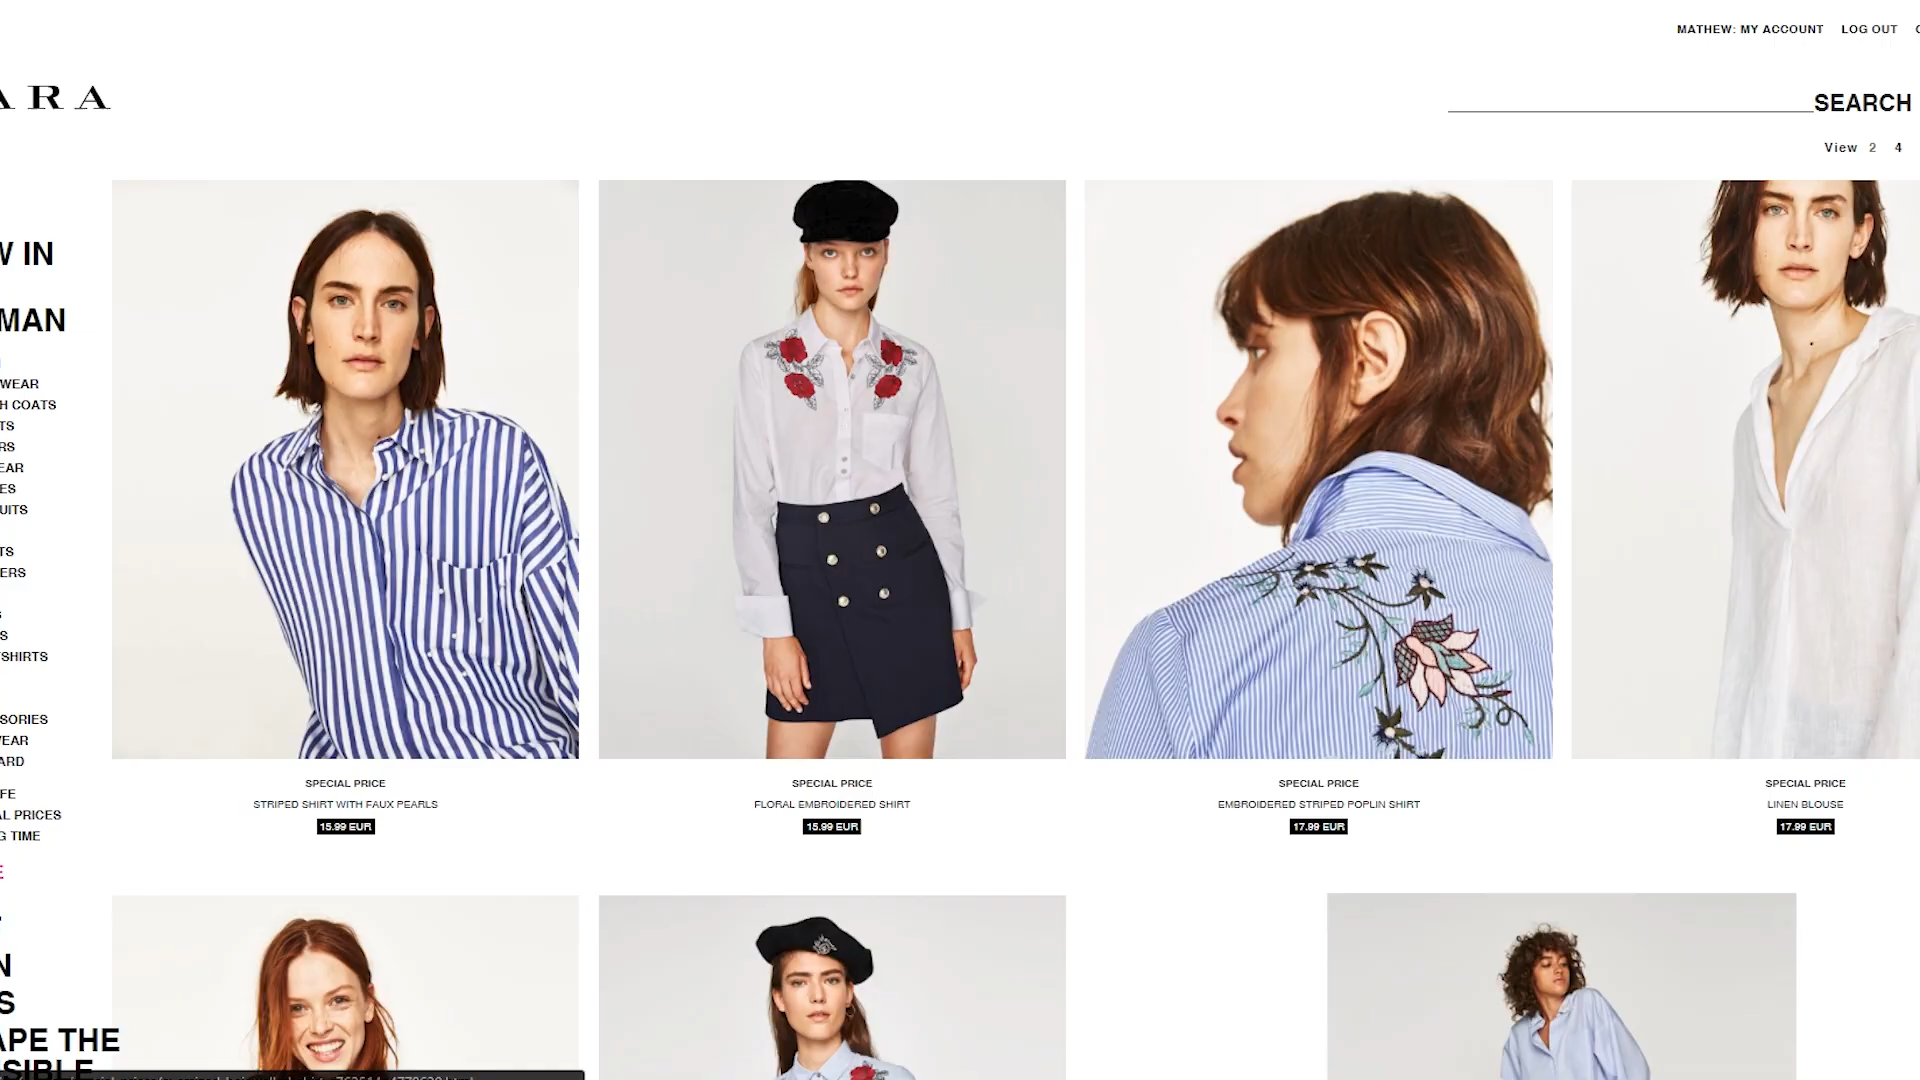 MATHEW: MY ACCOUNT LOG OUT
ARA
SEARCH
View 2 4
W IN
MAN
WEAR
H COATS
TS
RS
EAR
ES
UITS
TS
ERS
S
S
SHIRTS
SORIES
EAR
ARD
FE
AL PRICES
G TIME
E
N
S
APE THE
SIBLE
SPECIAL PRICE
STRIPED SHIRT WITH FAUX PEARLS
15.99 EUR
SPECIAL PRICE
FLORAL EMBROIDERED SHIRT
15.99 EUR
SPECIAL PRICE
EMBROIDERED STRIPED POPLIN SHIRT
17.99 EUR
SPECIAL PRICE
LINEN BLOUSE
17.99 EUR